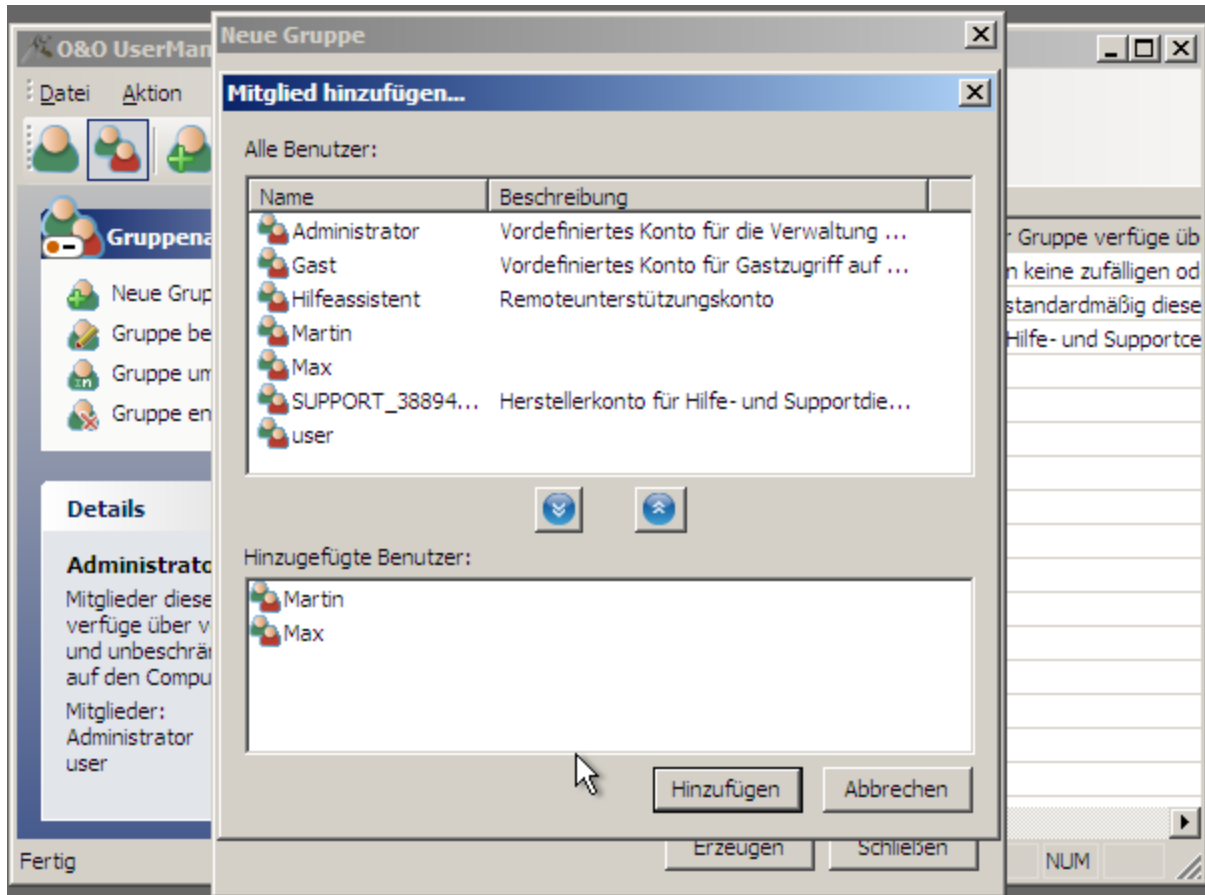 O&O UserMan
Datei Aktion
Gruppena
Neue Grup
Gruppe be
Gruppe um
Gruppe en
Details
Administrato
Mitglieder diese
verfüge über v
und unbeschrän
auf den Compu
Mitglieder:
Administrator
user
Fertig
Neue Gruppe
Mitglied hinzufügen...
Alle Benutzer:
Name Beschreibung
Administrator Vordefiniertes Konto für die Verwaltung ...
Gast Vordefiniertes Konto für Gastzugriff auf ...
Hilfeassistent Remoteunterstützungskonto
Martin
Max
SUPPORT_38894... Herstellerkonto für Hilfe- und Supportdie...
user
Hinzugefügte Benutzer:
Martin
Max
Hinzufügen Abbrechen
Erzeugen Schließen
r Gruppe verfüge üb
n keine zufälligen od
standardmäßig diese
Hilfe- und Supportce
NUM